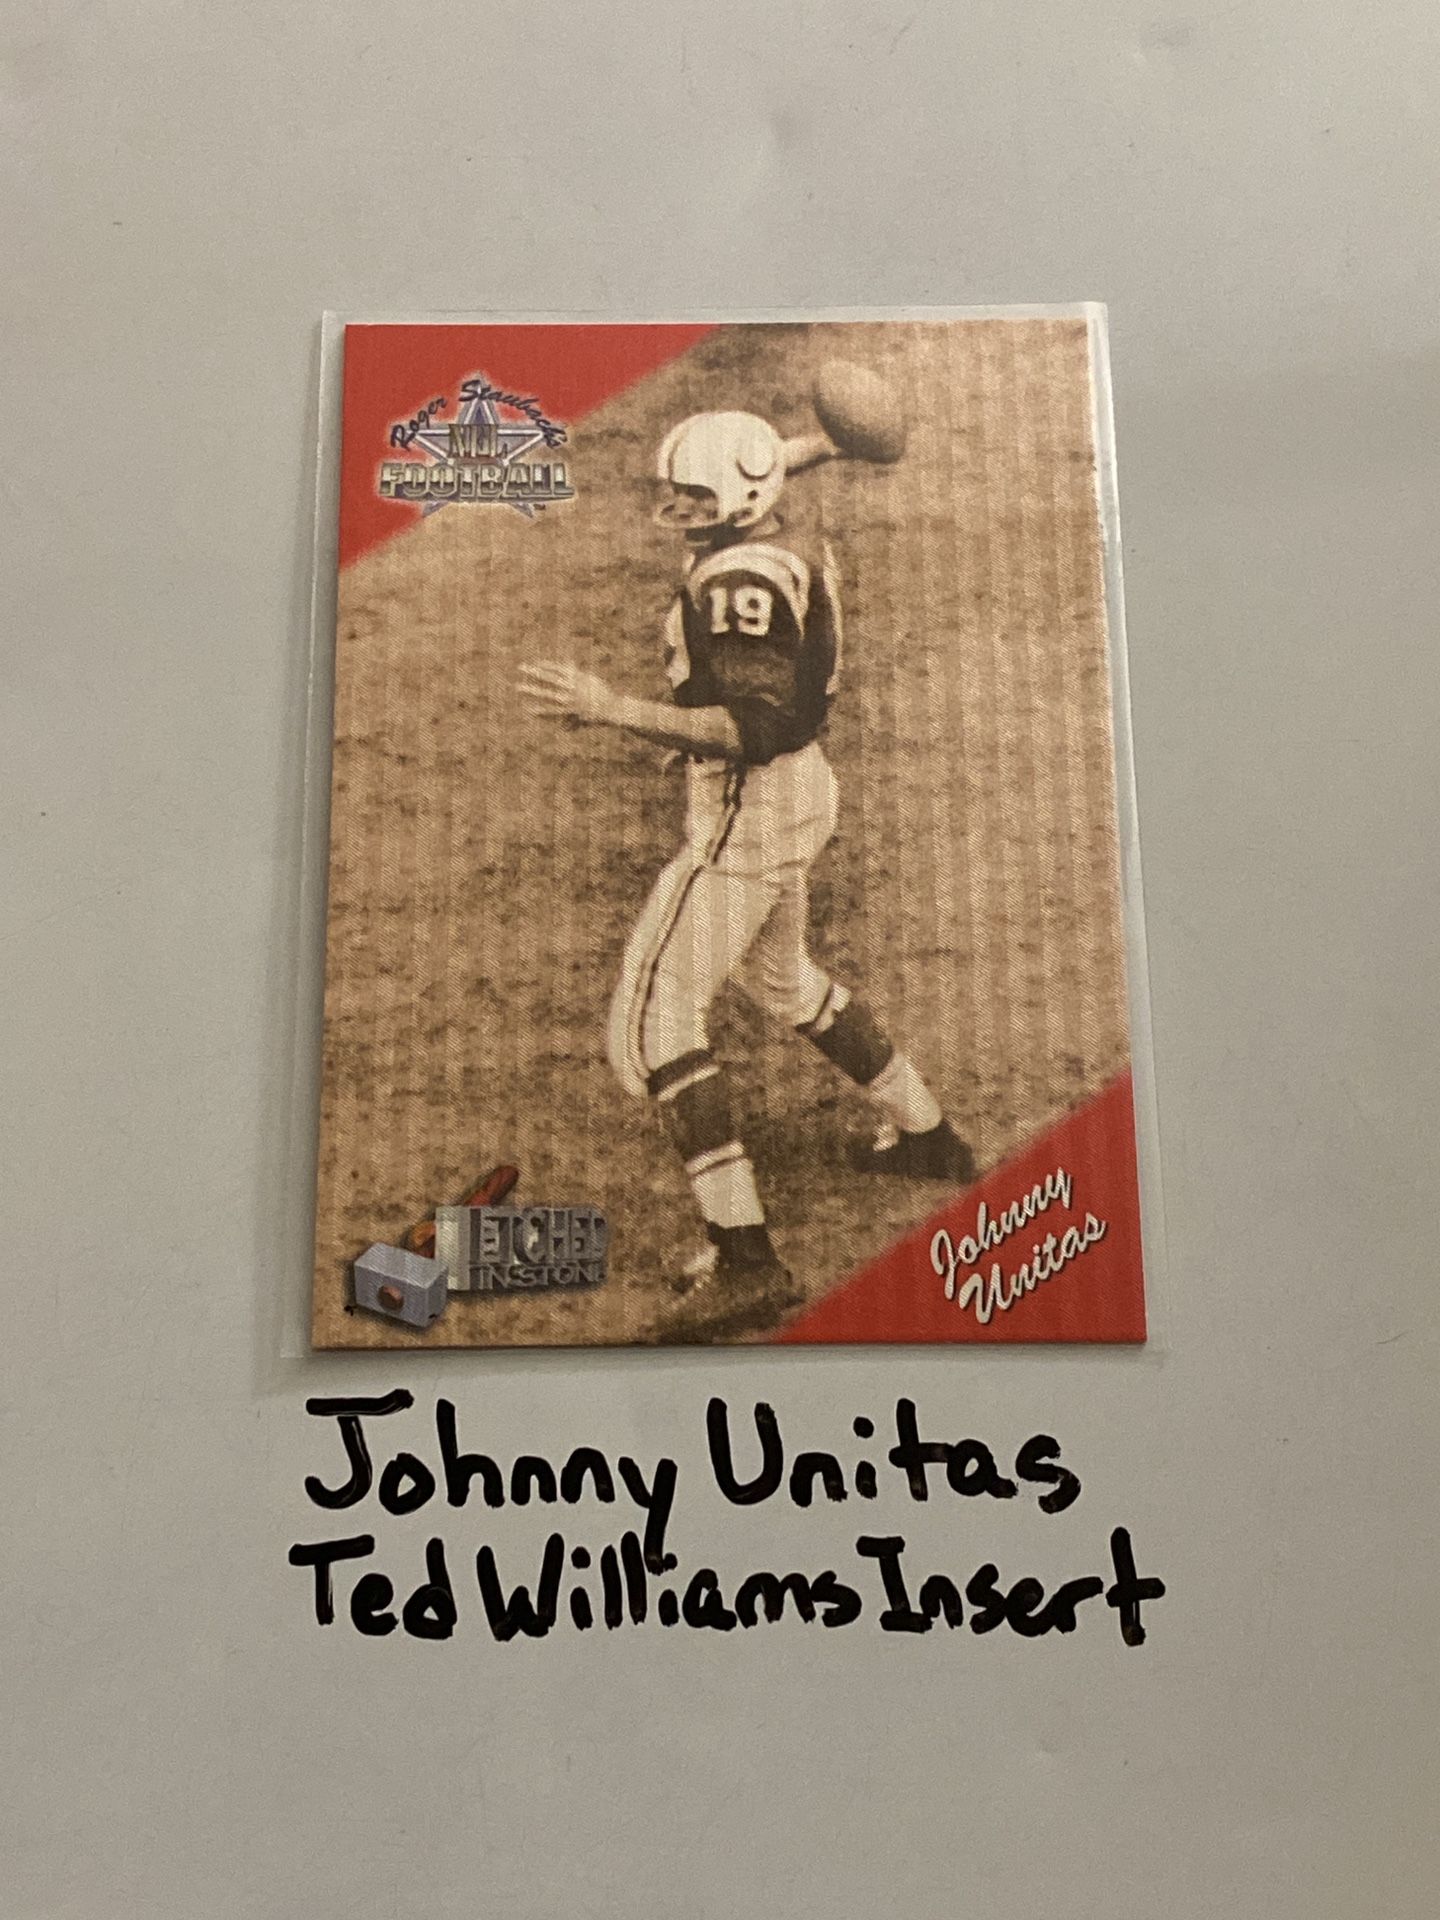 Roger Staubach's
NFL
FOOTBALL
19
ETCHED
IN STONE
Johnny
Unitas
Johnny Unitas
Ted Williams Insert